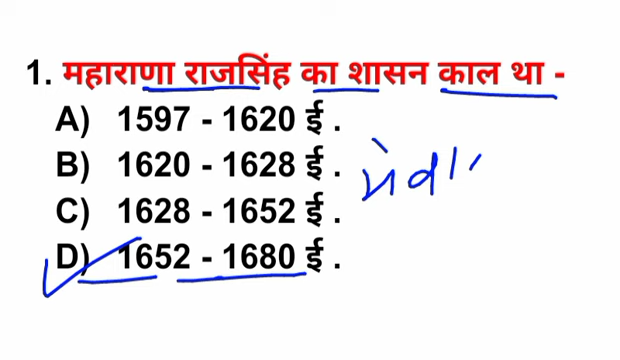 1. महाराणा राजसिंह का शासन काल था -
A) 1597 - 1620 ई .
B) 1620 - 1628 ई .
C) 1628 - 1652 ई .
D) 1652 - 1680 ई .